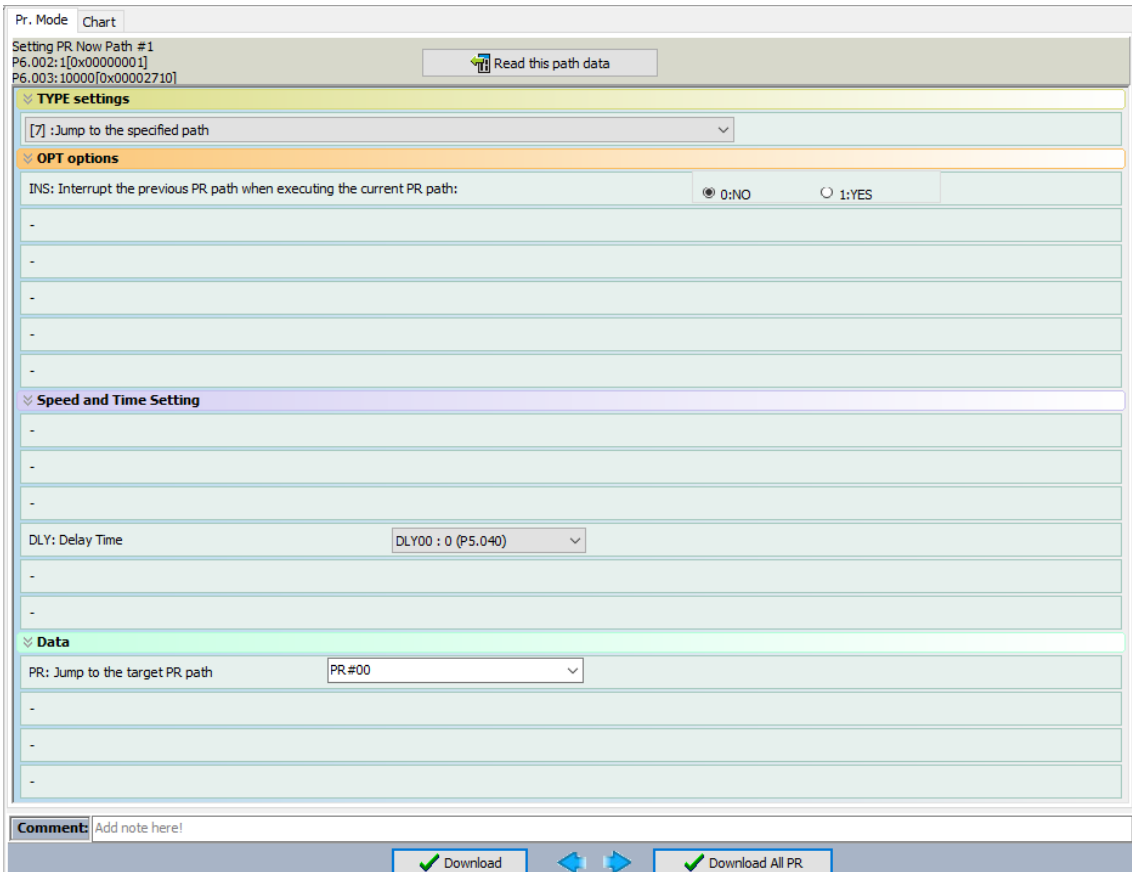 Pr. Mode Chart
Setting PR Now Path #1
P6.002:1[0x00000001]
P6.003:10000[0x00002710]
Read this path data
TYPE settings
[7] :Jump to the specified path
OPT options
INS: Interrupt the previous PR path when executing the current PR path: 0:NO 1:YES
-
-
-
-
-
Speed and Time Setting
-
-
-
DLY: Delay Time DLY00 : 0 (P5.040)
-
-
Data
PR: Jump to the target PR path PR#00
-
-
-
Comment: Add note here!
Download Download All PR